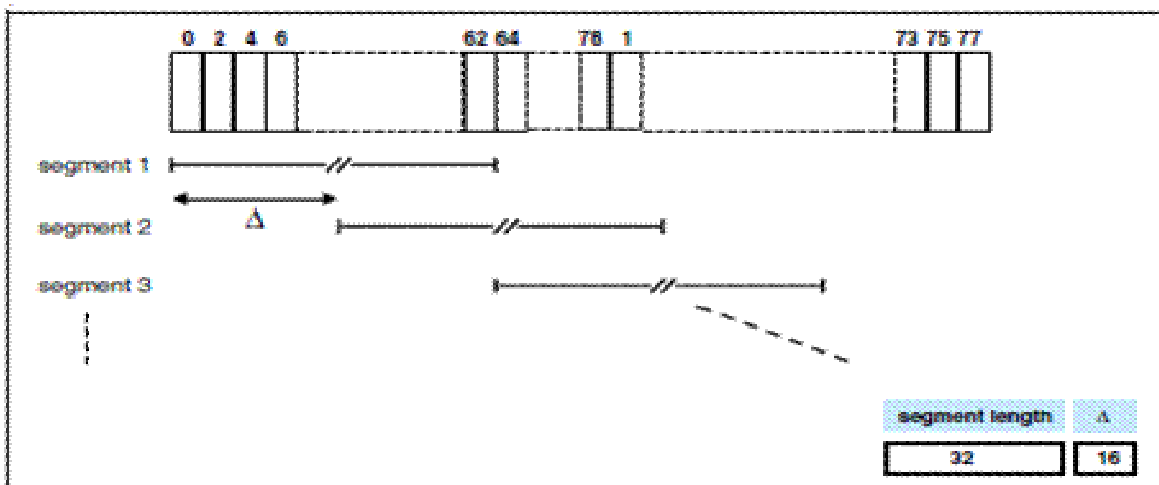 0 2 4 6 62 64 76 1 73 75 77
segment 1
Δ
segment 2
segment 3
segment length Δ
32 16